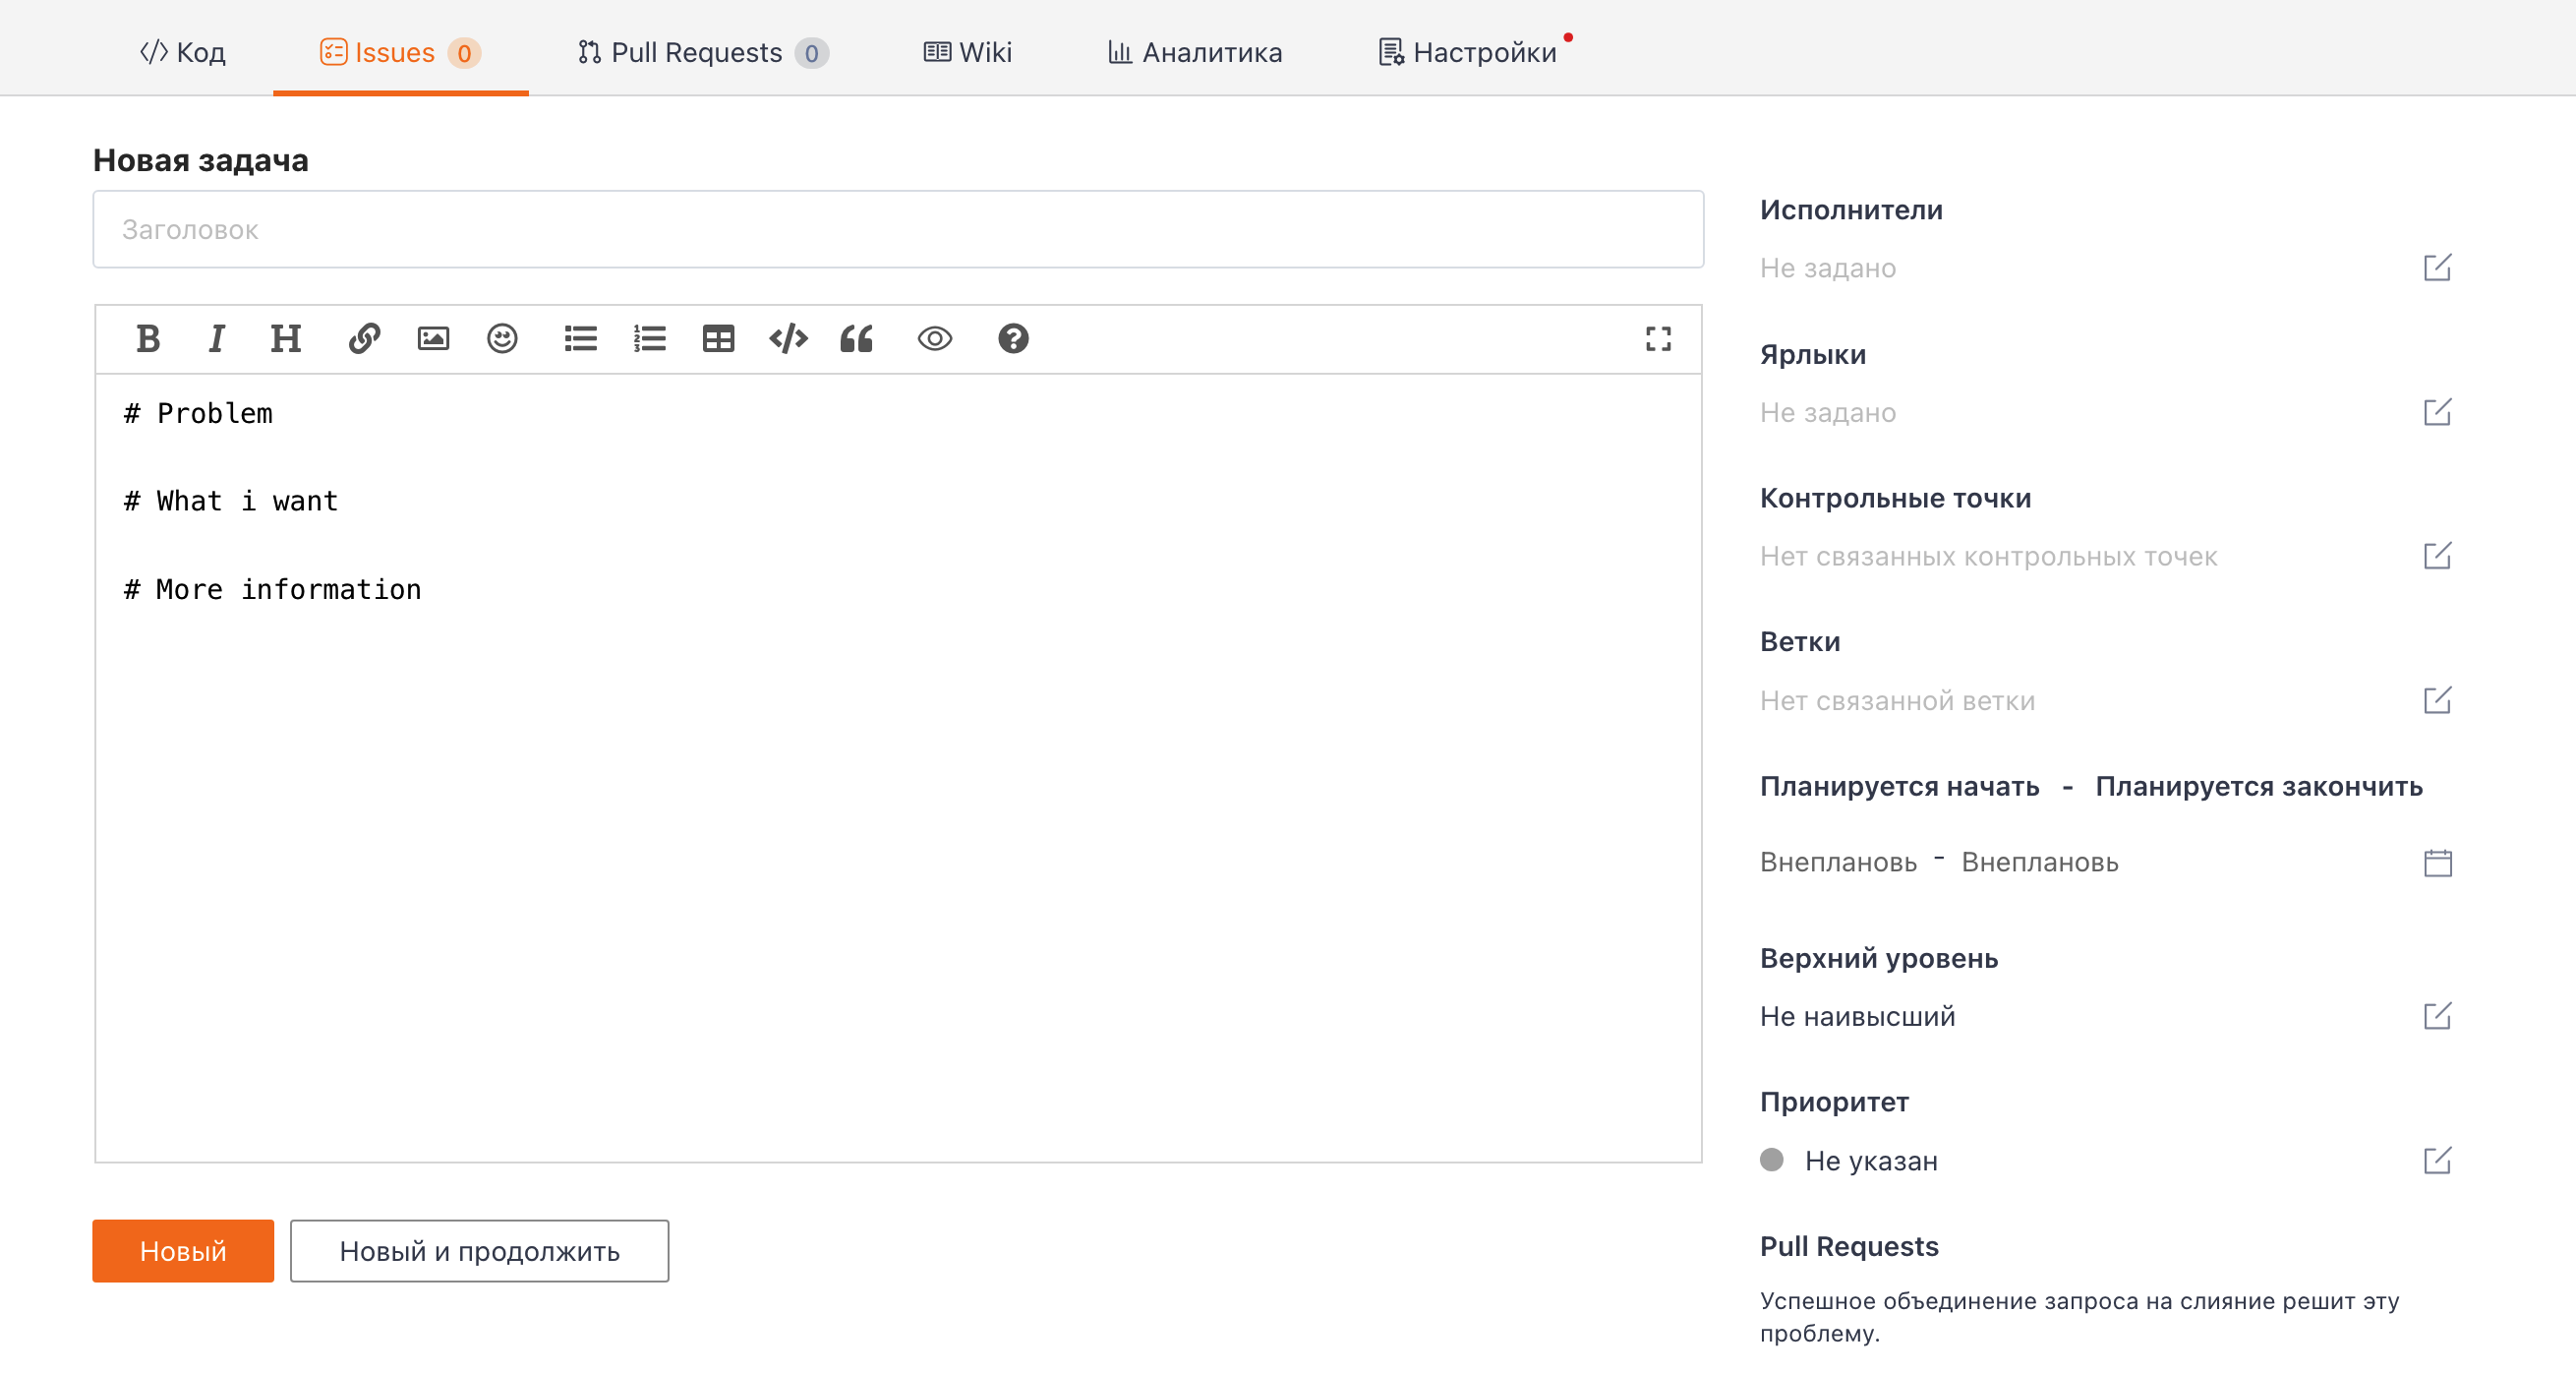 Код Issues 0 Pull Requests 0 Wiki Аналитика Настройки
Новая задача
Заголовок
# Problem
# What i want
# More information
Новый Новый и продолжить
Исполнители
Не задано
Ярлыки
Не задано
Контрольные точки
Нет связанных контрольных точек
Ветки
Нет связанной ветки
Планируется начать - Планируется закончить
Внеплановь - Внеплановь
Верхний уровень
Не наивысший
Приоритет
Не указан
Pull Requests
Успешное объединение запроса на слияние решит эту
проблему.